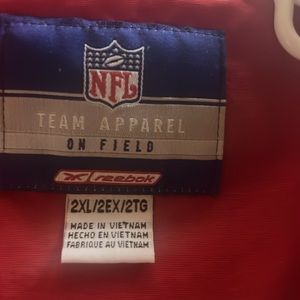 NFL
TEAM APPAREL
ON FIELD
Reebok
2XL/2EX/2TG
MADE IN VIETNAM
HECHO EN VIETNAM
FABRIQUE AU VIETNAM